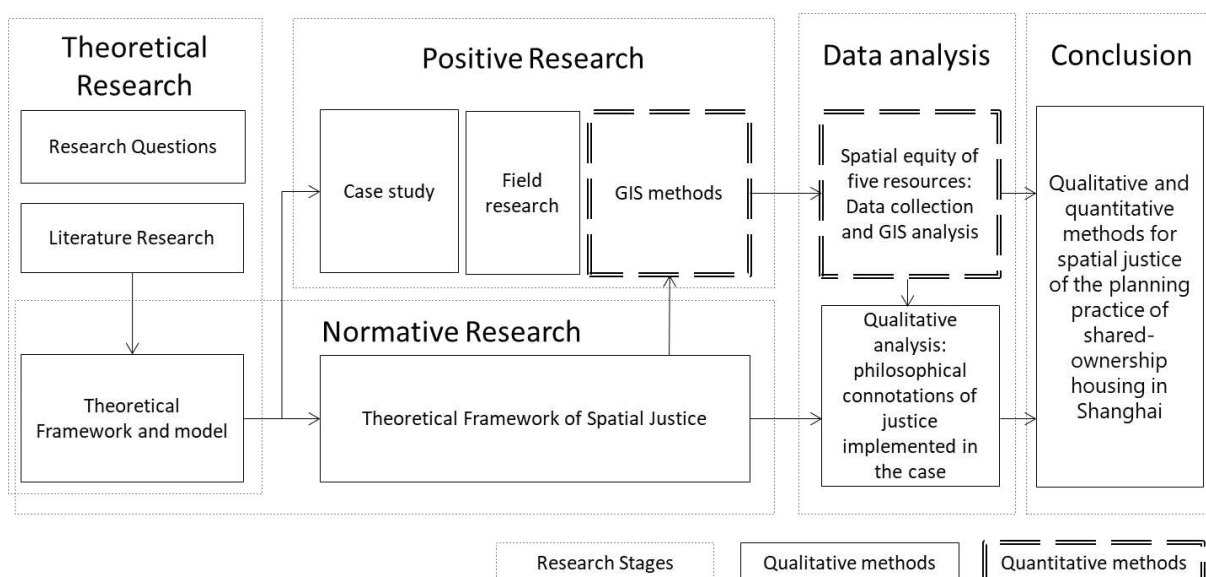 Theoretical
Research
Research Questions
Literature Research
Theoretical
Framework and model
Positive Research
Case study
Field
research
GIS methods
Normative Research
Theoretical Framework of Spatial Justice
Data analysis
Spatial equity of
five resources:
Data collection
and GIS analysis
Qualitative
analysis:
philosophical
connotations of
justice
implemented in
the case
Conclusion
Qualitative and
quantitative
methods for
spatial justice
of the planning
practice of
shared-
ownership
housing in
Shanghai
Research Stages
Qualitative methods
Quantitative methods